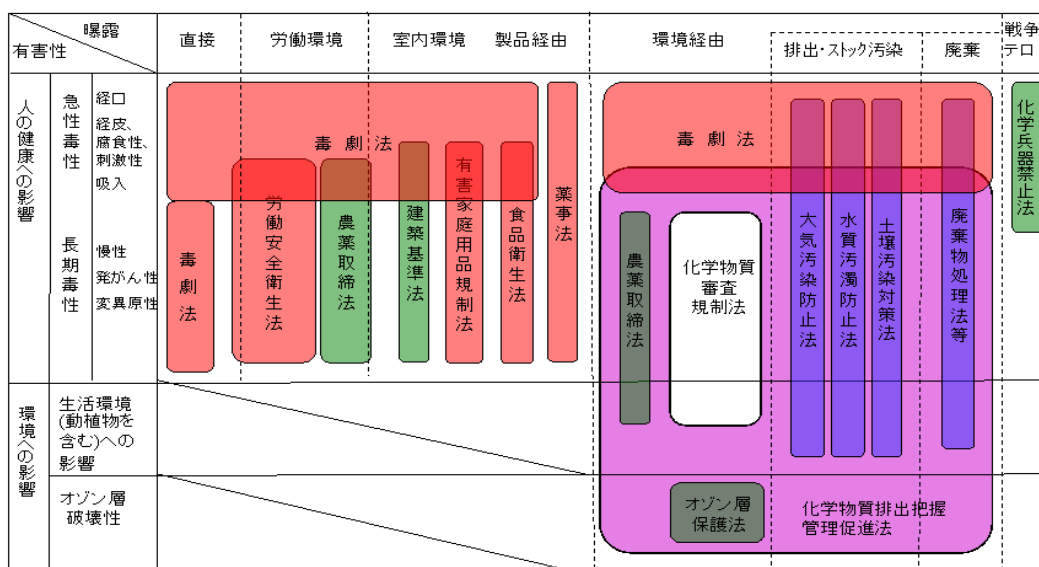 曝露
有害性
直接
労働環境
室内環境
製品経由
環境経由
排出・ストック汚染
廃棄
戦争
テロ
人の健康への影響
急性毒性
経口
経皮、
腐食性、
刺激性
吸入
長期毒性
慢性
発がん性
変異原性
毒劇法
毒劇法
労働安全衛生法
農薬取締法
建築基準法
有害家庭用品規制法
食品衛生法
薬事法
毒劇法
農薬取締法
化学物質
審査
規制法
大気汚染防止法
水質汚濁防止法
土壌汚染対策法
廃棄物処理法等
化学兵器禁止法
環境への影響
生活環境
(動植物を
含む)への
影響
オゾン層
破壊性
オゾン層
保護法
化学物質排出把握
管理促進法